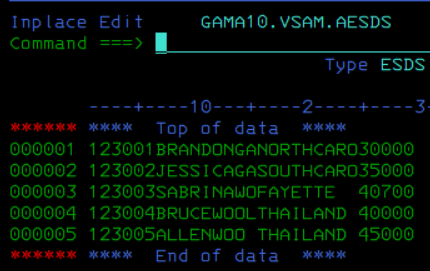 Inplace Edit GAMA10.VSAM.AESDS
Command ===>
Type ESDS
----+----10---+----2----+----3-
****** **** Top of data ****
000001 123001BRANDONGANORTHCARO30000
000002 123002JESSICAGASOUTHCARO35000
000003 123003SABRINAWOFAYETTE 40700
000004 123004BRUCEWOOLTHAILAND 40000
000005 123005ALLENWOO THAILAND 45000
****** **** End of data ****